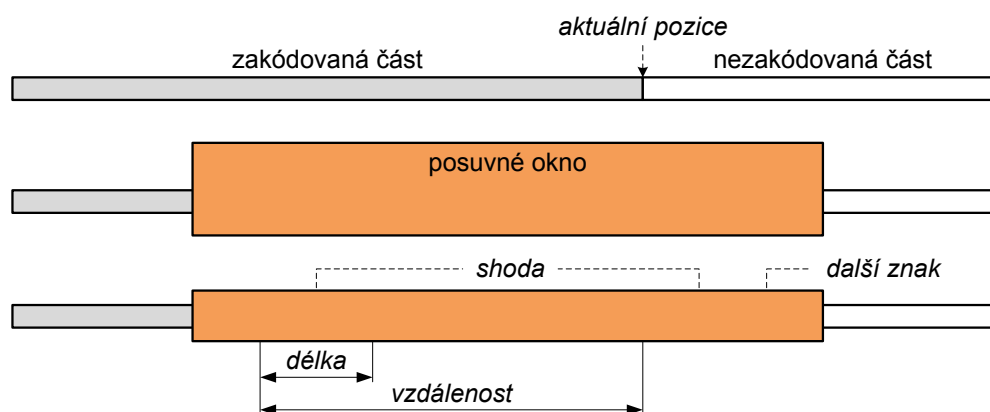 aktuální pozice
zakódovaná část
nezakódovaná část
posuvné okno
shoda
další znak
délka
vzdálenost